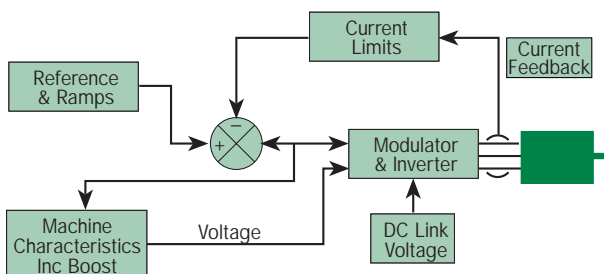 Current
Limits
Current
Feedback
Reference
& Ramps
−
+
Modulator
& Inverter
Machine
Characteristics
Inc Boost
Voltage
DC Link
Voltage